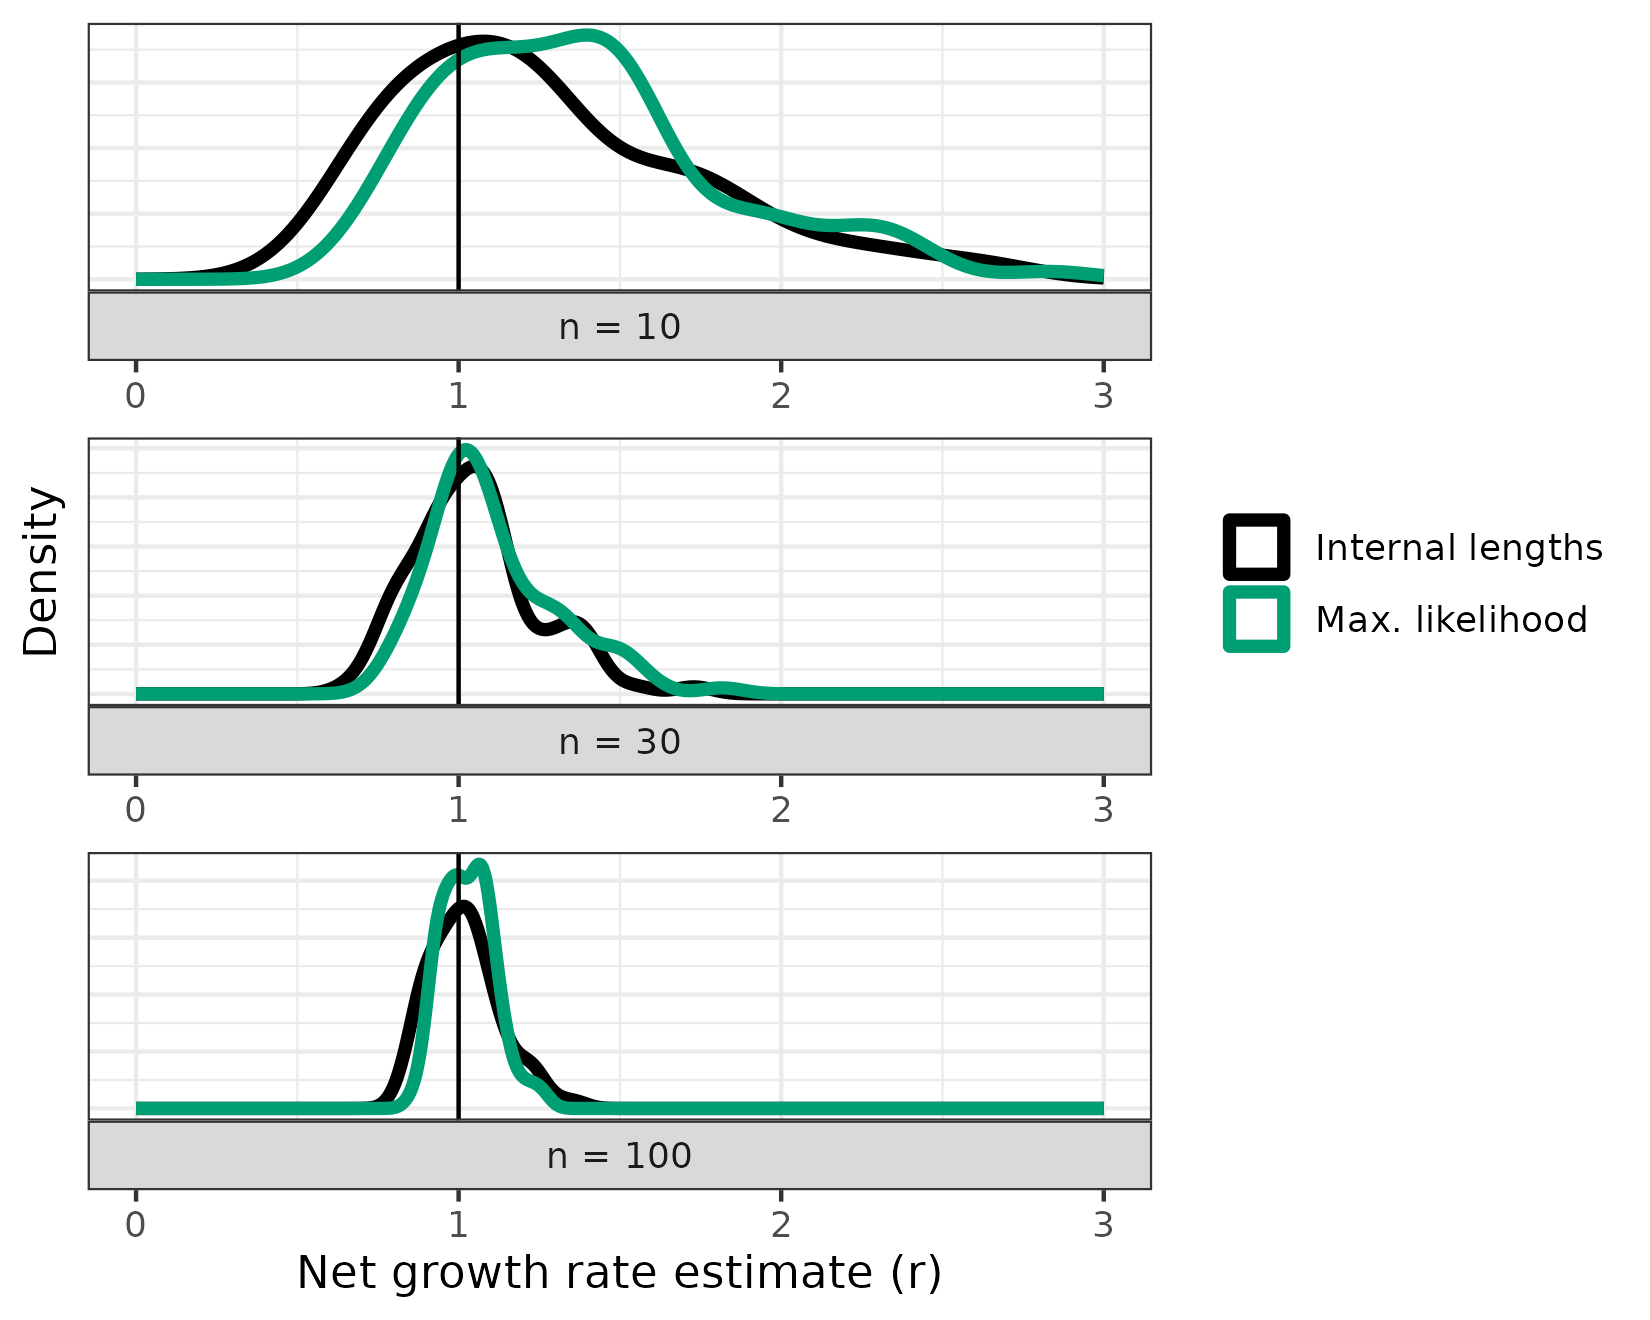 n = 10
0 1 2 3
n = 30
0 1 2 3
n = 100
0 1 2 3
Net growth rate estimate (r)
Density
Internal lengths
Max. likelihood